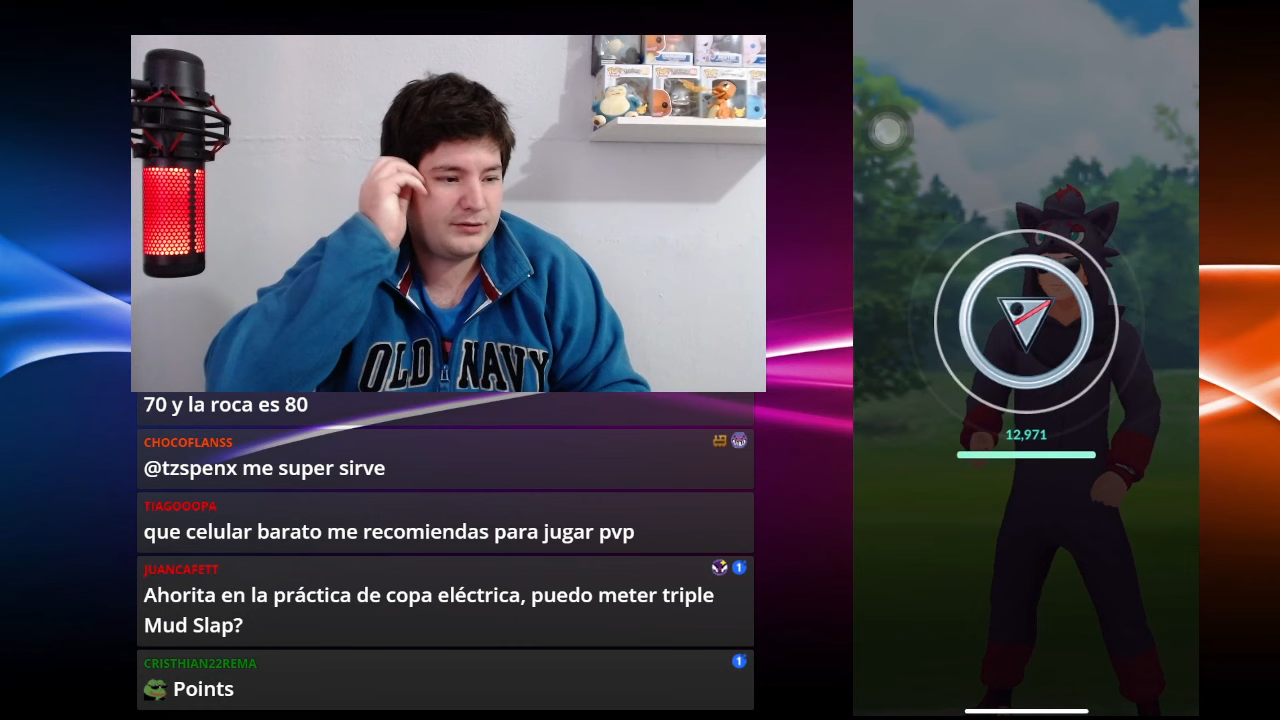 OLD NAVY
70 y la roca es 80
CHOCOFLANSS
@tzspenx me super sirve
TIAGOOOPA
que celular barato me recomiendas para jugar pvp
JUANCAFETT
1
Ahorita en la práctica de copa eléctrica, puedo meter triple
Mud Slap?
CRISTHIAN22REMA
1
Points
12,971